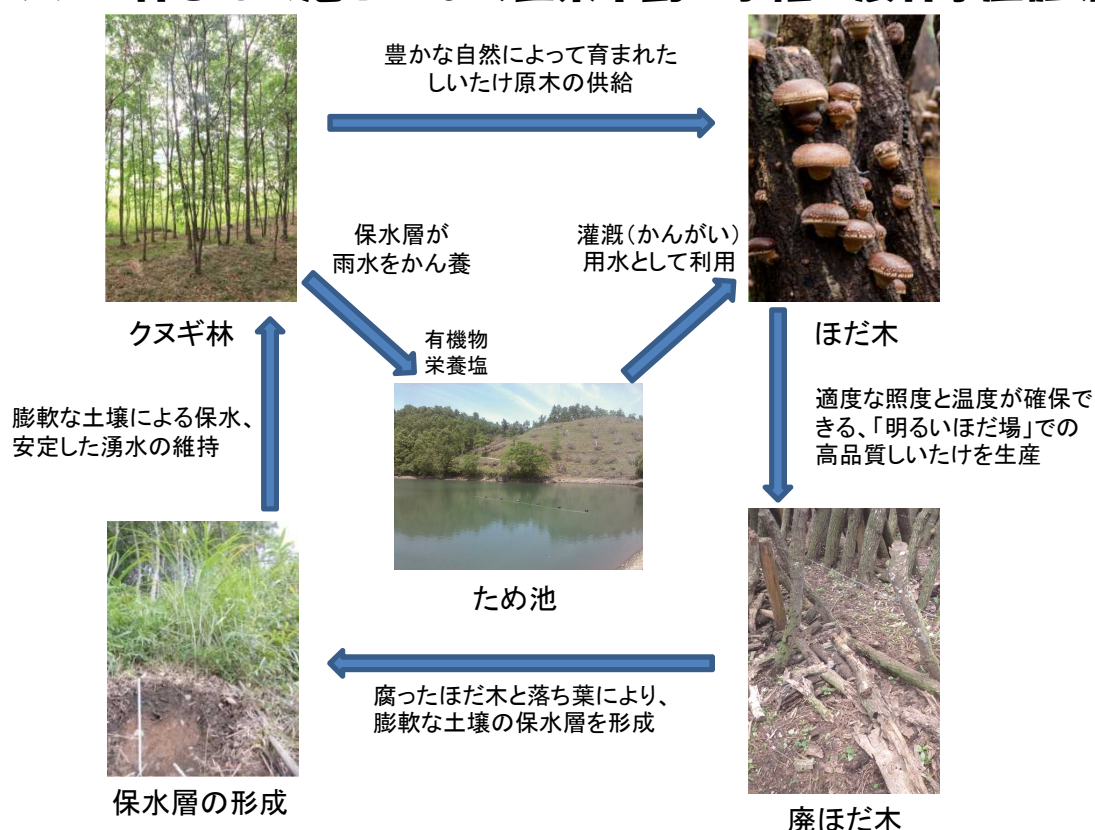 豊かな自然によって育まれた
しいたけ原木の供給
保水層が
雨水をかん養
灌漑（かんがい）
用水として利用
クヌギ林
有機物
栄養塩
ほだ木
膨軟な土壌による保水、
安定した湧水の維持
適度な照度と温度が確保で
きる、「明るいほだ場」での
高品質しいたけを生産
ため池
腐ったほだ木と落ち葉により、
膨軟な土壌の保水層を形成
保水層の形成
廃ほだ木